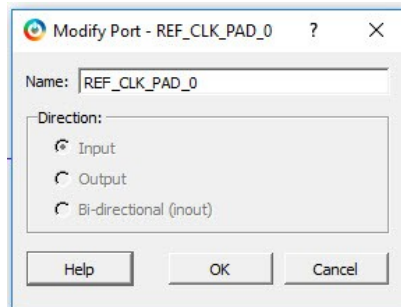 Modify Port - REF_CLK_PAD_0 ?
Name: REF_CLK_PAD_0
Direction:
Input
Output
Bi-directional (inout)
Help OK Cancel